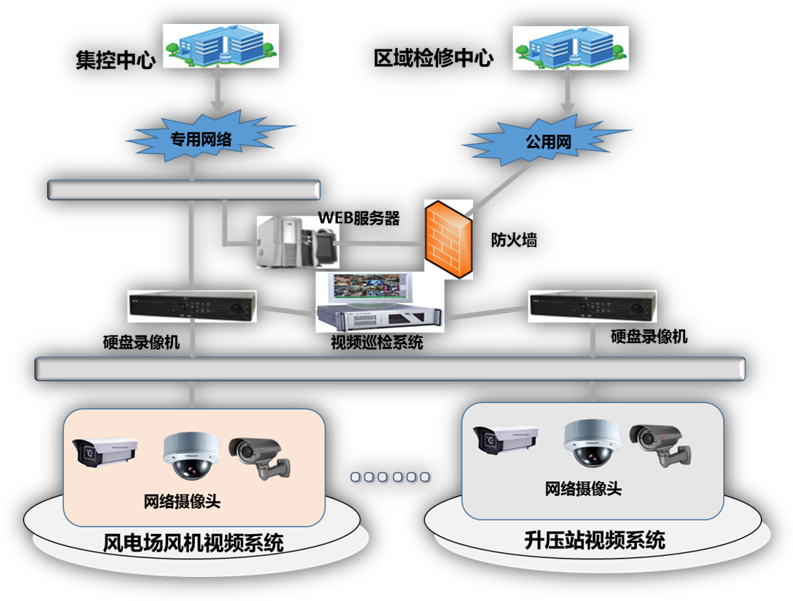 集控中心
区域检修中心
专用网络
公用网
WEB服务器
防火墙
硬盘录像机
视频巡检系统
硬盘录像机
网络摄像头
网络摄像头
风电场风机视频系统
升压站视频系统